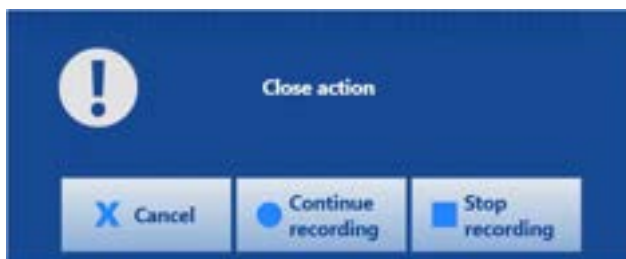 Close action
Cancel
Continue
recording
Stop
recording